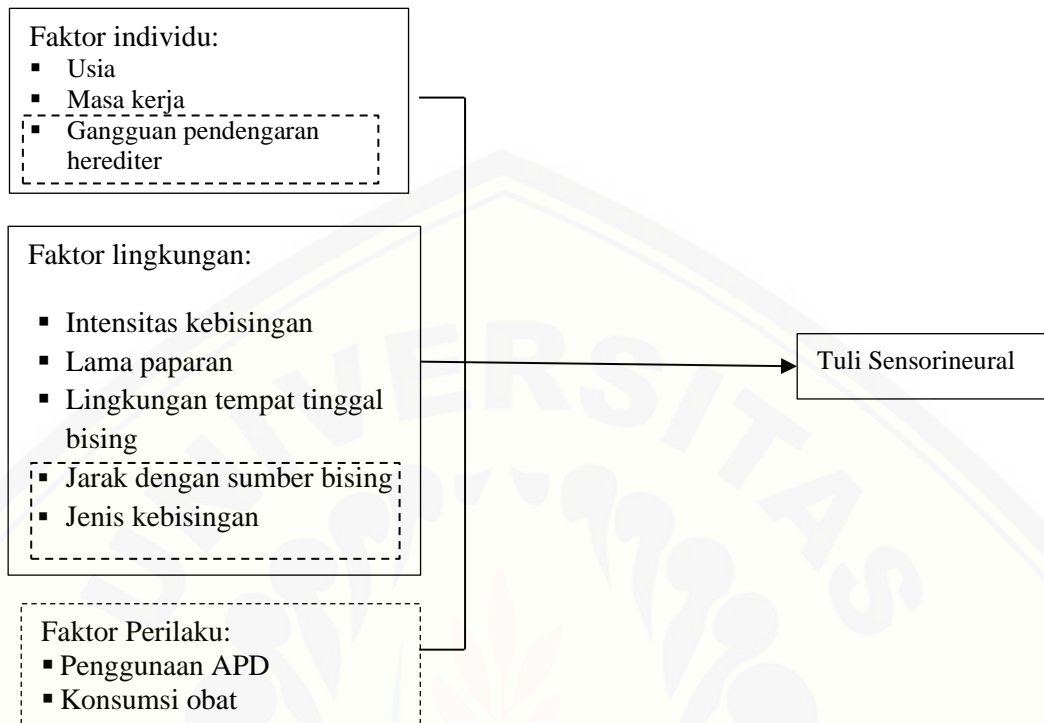 Faktor individu:
▪ Usia
▪ Masa kerja
▪ Gangguan pendengaran
herediter
Faktor lingkungan:
▪ Intensitas kebisingan
▪ Lama paparan
▪ Lingkungan tempat tinggal
bising
▪ Jarak dengan sumber bising
▪ Jenis kebisingan
Faktor Perilaku:
▪ Penggunaan APD
▪ Konsumsi obat
Tuli Sensorineural
UNIVERSITAS